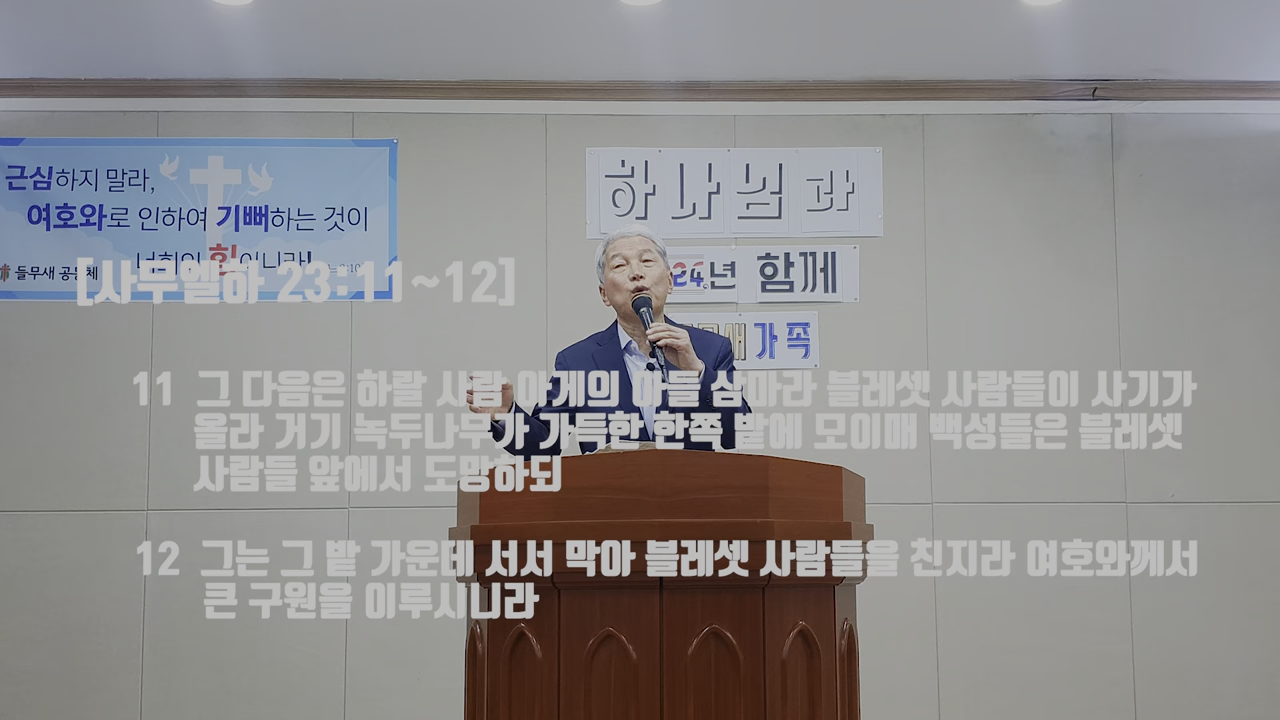 근심하지 말라,
여호와로 인하여 기뻐하는 것이
힘이니라!
들무새 공동체
하나님과
24년 함께
가족
[사무엘하 23:11~12]
11 그 다음은 하랄 사람 아게의 아들 삼마라 블레셋 사람들이 사기가
올라 거기 녹두나무가 가득한 한쪽 밭에 모이매 백성들은 블레셋
사람들 앞에서 도망하되
12 그는 그 밭 가운데 서서 막아 블레셋 사람들을 친지라 여호와께서
큰 구원을 이루시니라